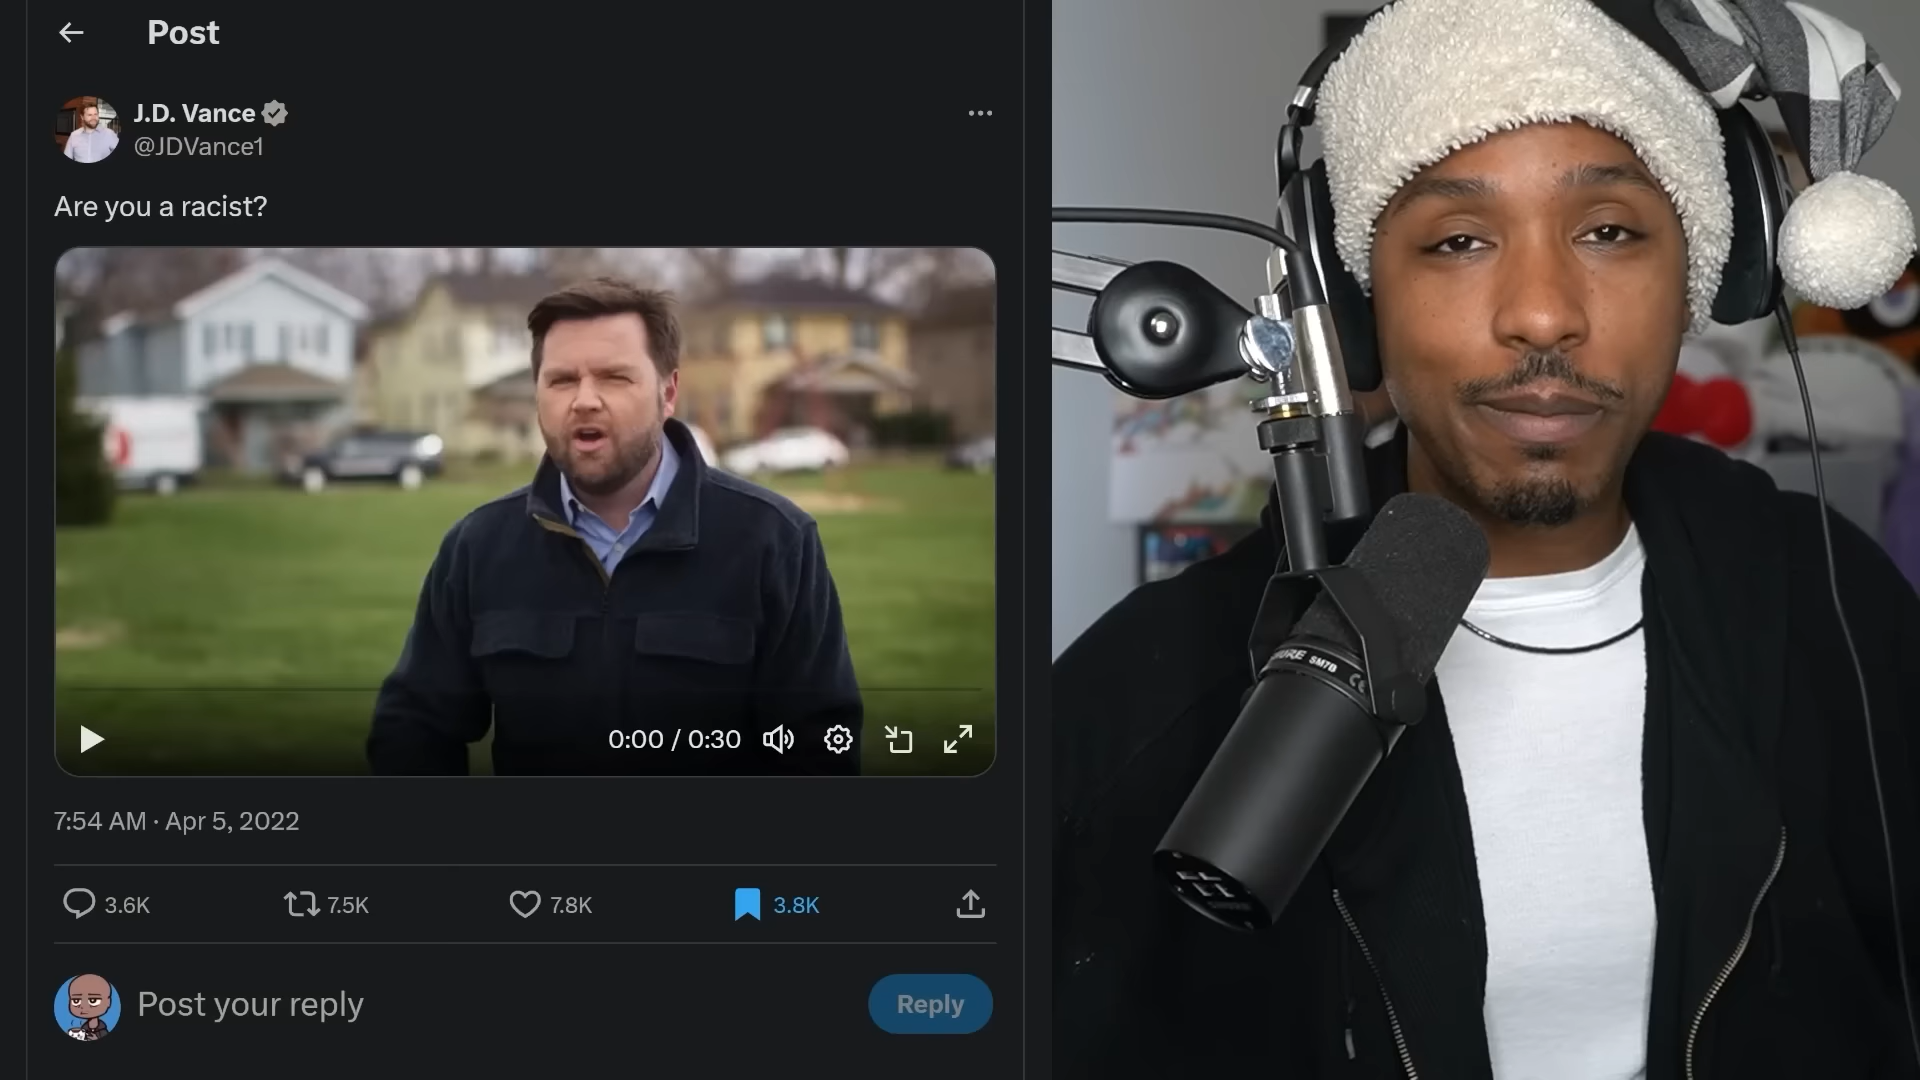 Post
J.D. Vance
@JDVance1
Are you a racist?
0:00 / 0:30
7:54 AM · Apr 5, 2022
3.6K
7.5K
7.8K
3.8K
Post your reply
Reply
SHURE SM7B